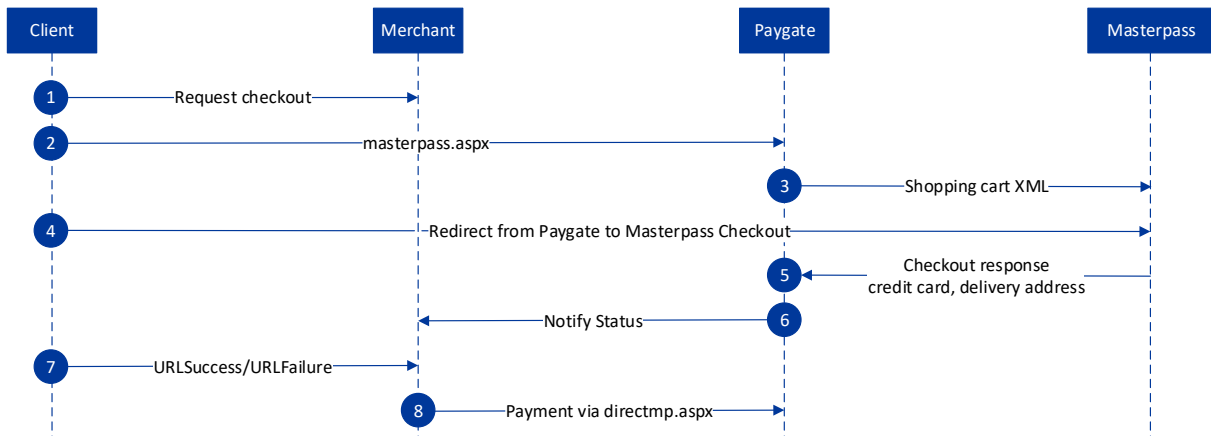 Client
Merchant
Paygate
Masterpass
1
Request checkout
2
masterpass.aspx
3
Shopping cart XML
4
Redirect from Paygate to Masterpass Checkout
5
Checkout response
credit card, delivery address
Notify Status
6
7
URLSuccess/URLFailure
8
Payment via directmp.aspx